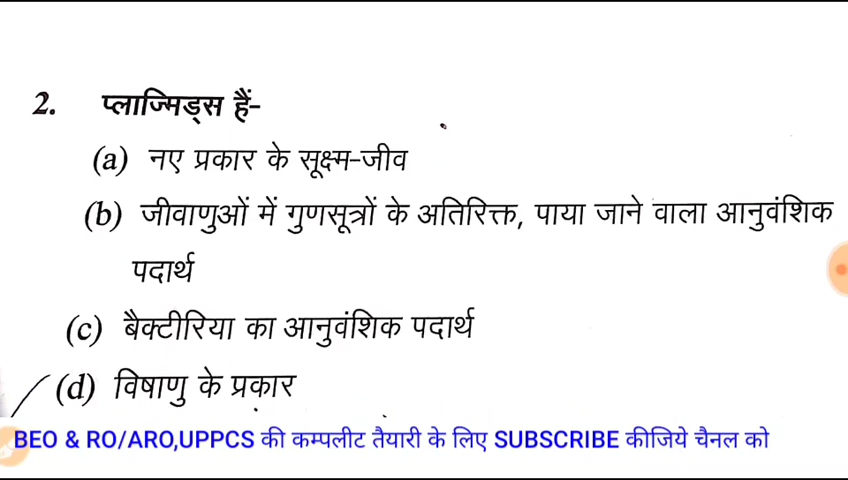 2. प्लाज्मिड्स हैं-
(a) नए प्रकार के सूक्ष्म-जीव
(b) जीवाणुओं में गुणसूत्रों के अतिरिक्त, पाया जाने वाला आनुवंशिक
पदार्थ
(c) बैक्टीरिया का आनुवंशिक पदार्थ
(d) विषाणु के प्रकार
BEO & RO/ARO,UPPCS की कम्पलीट तैयारी के लिए SUBSCRIBE कीजिये चैनल को